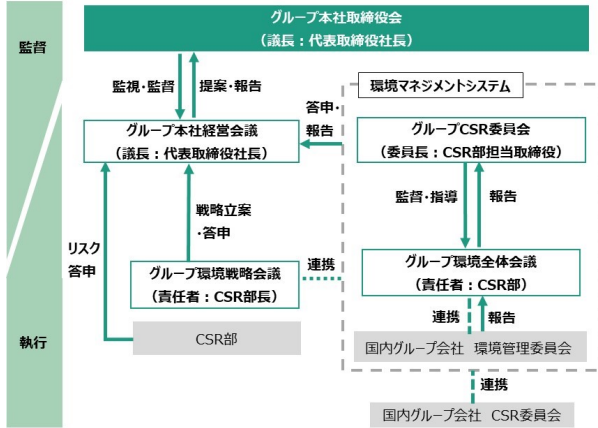 監督
執行
グループ本社取締役会
(議長:代表取締役社長)
監視・監督
提案・報告
グループ本社経営会議
(議長:代表取締役社長)
答申・
報告
環境マネジメントシステム
グループCSR委員会
(委員長:CSR部担当取締役)
監督・指導
報告
戦略立案
・答申
リスク
答申
グループ環境戦略会議
(責任者:CSR部長)
連携
グループ環境全体会議
(責任者:CSR部)
CSR部
連携
報告
国内グループ会社 環境管理委員会
連携
国内グループ会社 CSR委員会